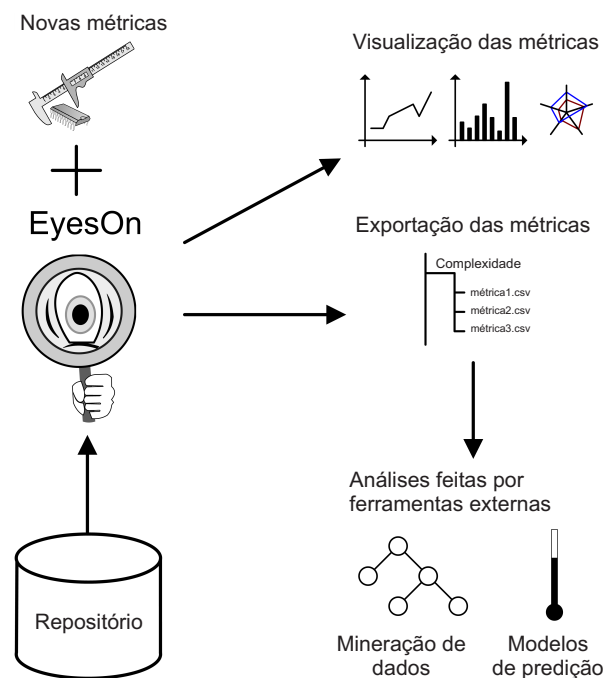 Novas métricas
EyesOn
Repositório
Visualização das métricas
Exportação das métricas
Complexidade
métrica1.csv
métrica2.csv
métrica3.csv
Análises feitas por
ferramentas externas
Mineração de
dados
Modelos
de predição